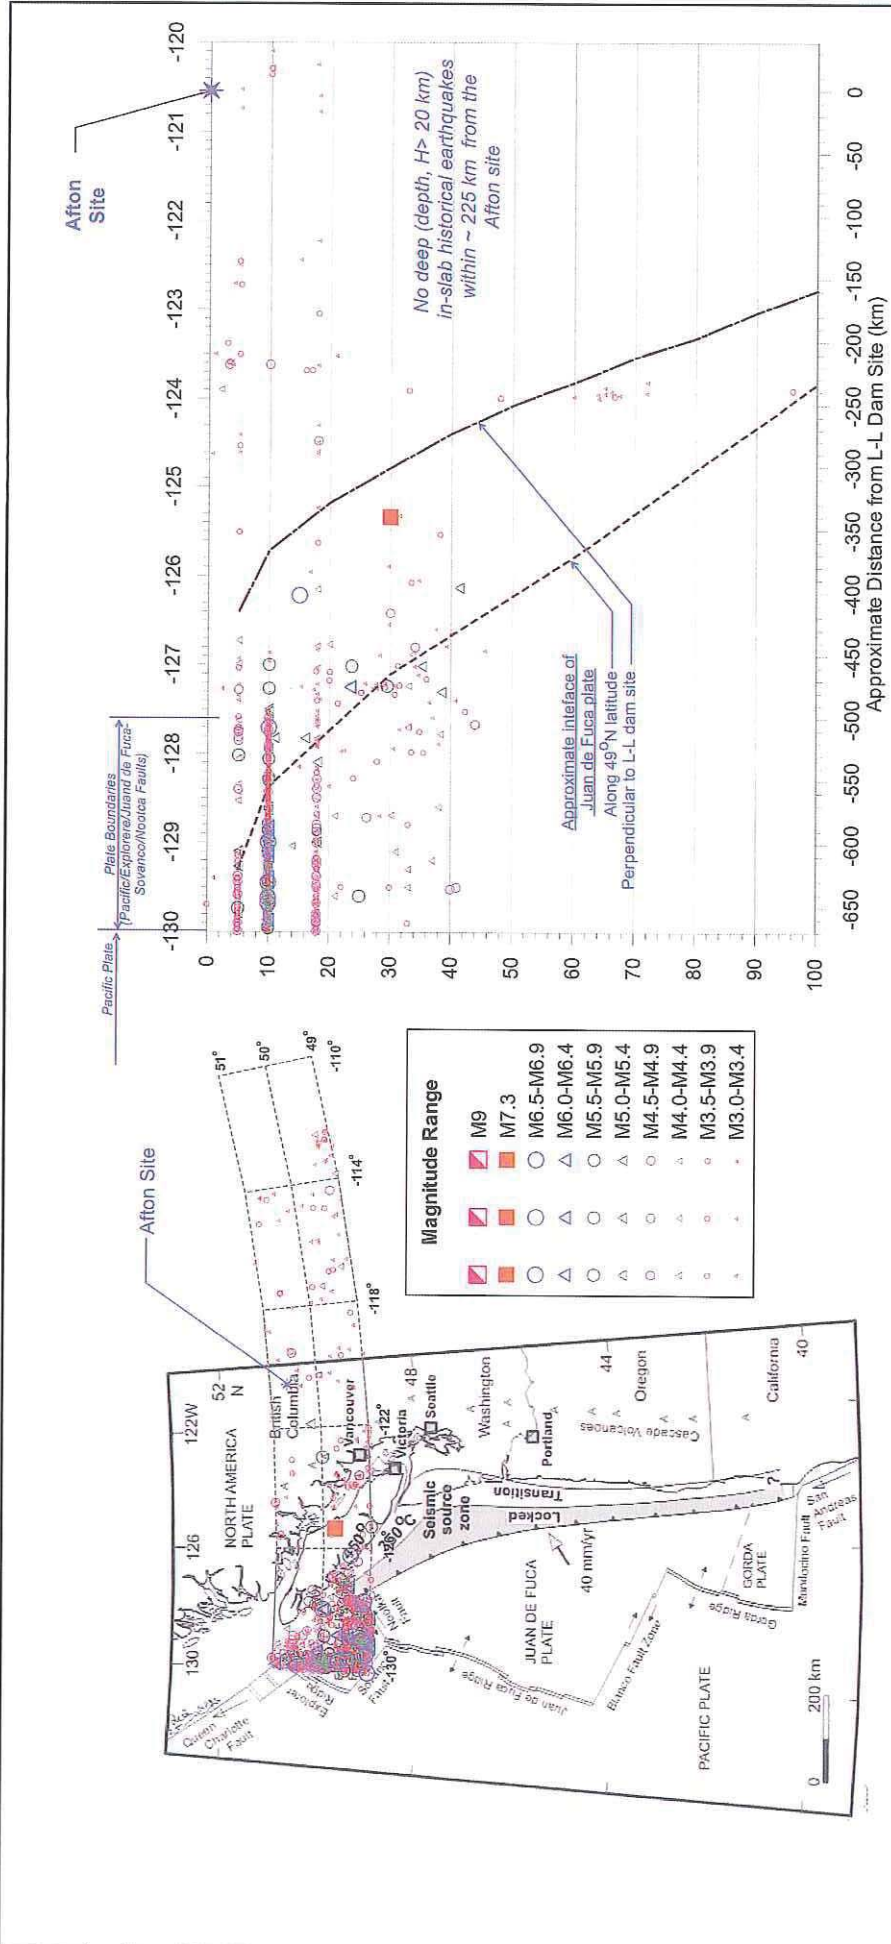 Afton
Site
Pacific Plate
Plate Boundaries
(Pacific/Explorere/Juand de Fuca-
Sovanco/Nootca Faults)
-130
-129
-128
-127
-126
-125
-124
-123
-122
-121
-120
0
10
20
30
40
50
60
70
80
90
100
No deep (depth, H> 20 km)
in-slab historical earthquakes
within ~ 225 km from the
Afton site
Approximate inteface of
Juan de Fuca plate
Along 49°N latitude
Perpendicular to L-L dam site
-650
-600
-550
-500
-450
-400
-350
-300
-250
-200
-150
-100
-50
0
Approximate Distance from L-L Dam Site (km)
Afton Site
51°
50°
49°
-110°
-114°
-118°
-122°
-126°
-130°
130
126
122W
52
N
48
44
40
NORTH AMERICA
PLATE
British
Columbia
Vancouver
Victoria
Seattle
Washington
Portland
Oregon
California
Cascade Volcanoes
Queen
Charlotte
Fault
Explorer
Ridge
Nootka
Fault
450°C
Seismic
source
zone
Locked
Transition
?
40 mm/yr
JUAN DE FUCA
PLATE
Juan de Fuca Ridge
Blanco Fault Zone
PACIFIC PLATE
GORDA
PLATE
Gorda Ridge
Mendocino Fault
San
Andreas
Fault
0
200 km
Magnitude Range
M9
M7.3
M6.5-M6.9
M6.0-M6.4
M5.5-M5.9
M5.0-M5.4
M4.5-M4.9
M4.0-M4.4
M3.5-M3.9
M3.0-M3.4